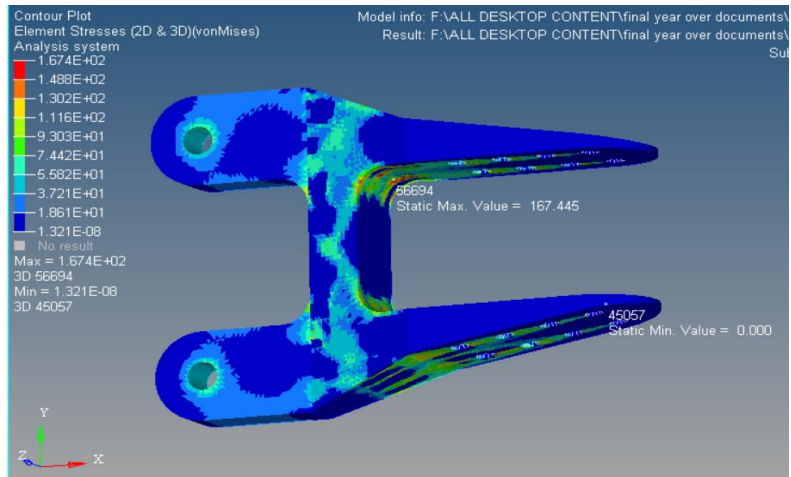 Contour Plot
Element Stresses (2D & 3D)(vonMises)
Analysis system
1.674E+02
1.488E+02
1.302E+02
1.116E+02
9.303E+01
7.442E+01
5.582E+01
3.721E+01
1.861E+01
1.321E-08
No result
Max = 1.674E+02
3D 56694
Min = 1.321E-08
3D 45057
Model info: F:\ALL DESKTOP CONTENT\final year over documents\
Result: F:\ALL DESKTOP CONTENT\final year over documents\
Sub
56694
Static Max. Value = 167.445
45057
Static Min. Value = 0.000
Y
Z
X